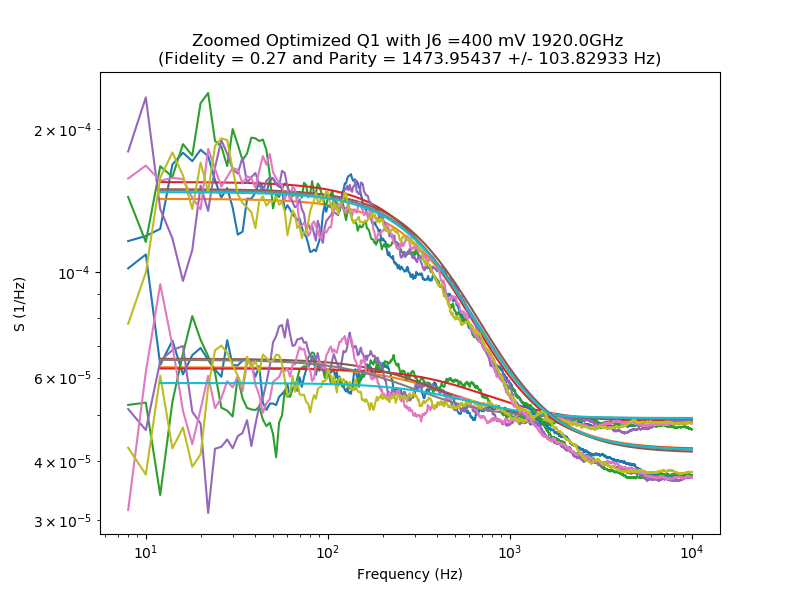 Zoomed Optimized Q1 with J6 =400 mV 1920.0GHz
(Fidelity = 0.27 and Parity = 1473.95437 +/- 103.82933 Hz)
S (1/Hz)
2 × 10⁻⁴
10⁻⁴
6 × 10⁻⁵
4 × 10⁻⁵
3 × 10⁻⁵
10¹ 10² 10³ 10⁴
Frequency (Hz)